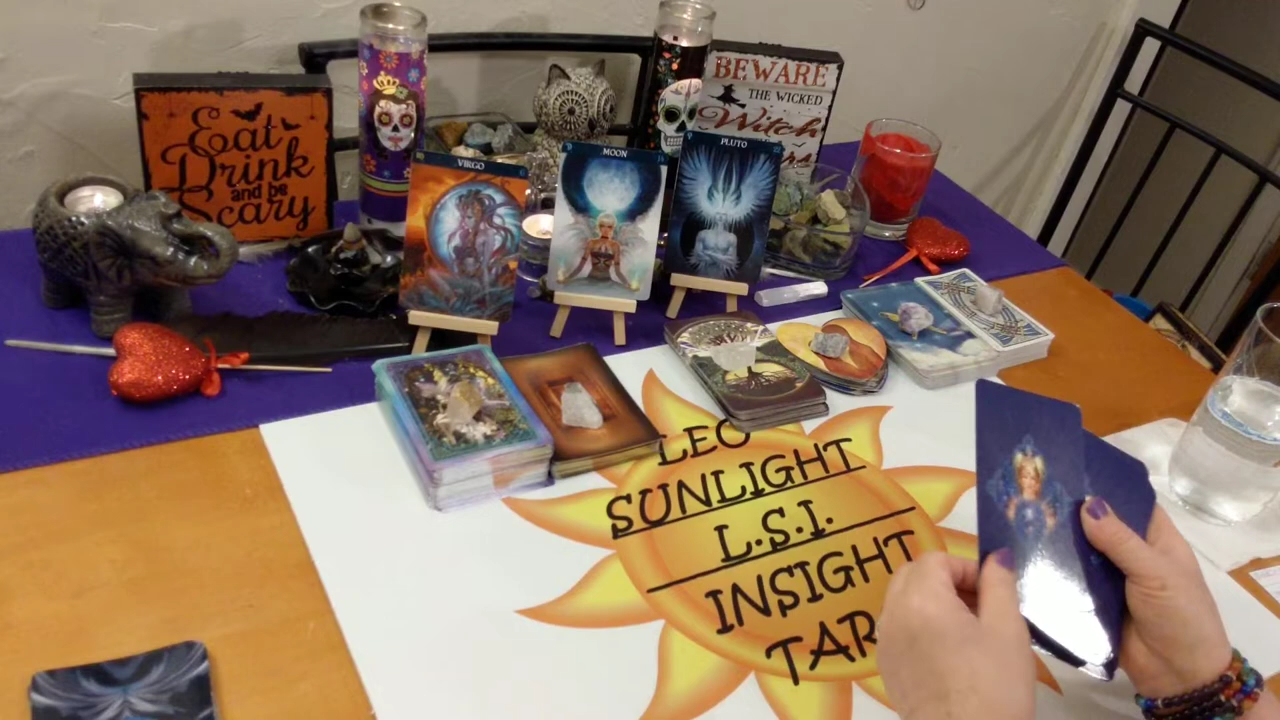 Eat
Drink
and be
Scary
BEWARE
THE WICKED
Witch
VIRGO
MOON
PLUTO
LEO
SUNLIGHT
L.S.I.
INSIGHT
TAR